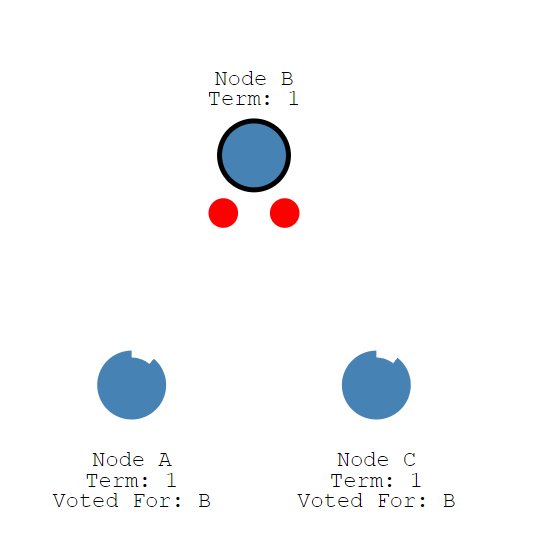 Node B
Term: 1
Node A
Term: 1
Voted For: B
Node C
Term: 1
Voted For: B